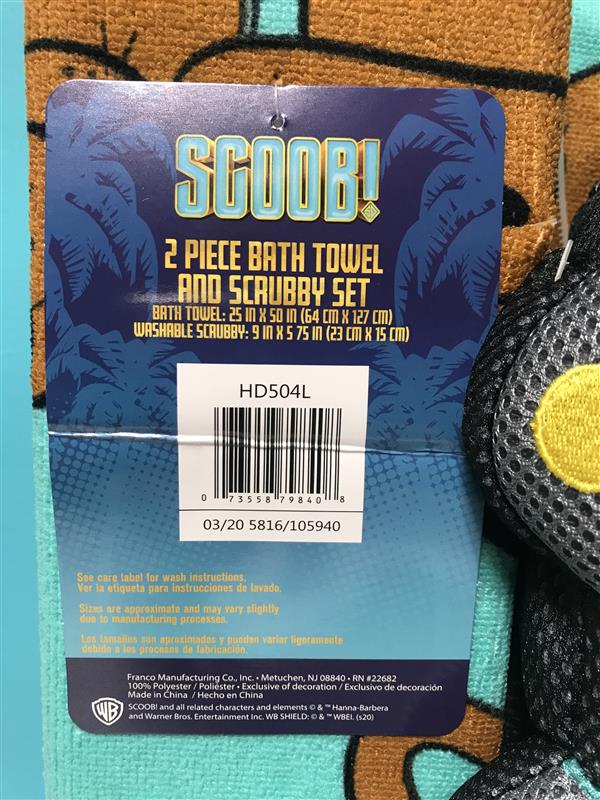 SCOOB!
SD
2 PIECE BATH TOWEL
AND SCRUBBY SET
BATH TOWEL: 25 IN X 50 IN (64 CM X 127 CM)
WASHABLE SCRUBBY: 9 IN X 5 75 IN (23 CM X 15 CM)
HD504L
0 73558 79840 8
03/20 5816/105940
See care label for wash instructions.
Ver la etiqueta para instrucciones de lavado.
Sizes are approximate and may vary slightly
due to manufacturing processes.
Los tamaños son aproximados y pueden variar ligeramente
debido a los procesos de fabricación.
Franco Manufacturing Co., Inc. • Metuchen, NJ 08840 • RN #22682
100% Polyester / Poliéster • Exclusive of decoration / Exclusivo de decoración
Made in China / Hecho en China
WB SCOOB! and all related characters and elements © & ™ Hanna-Barbera
and Warner Bros. Entertainment Inc. WB SHIELD: © & ™ WBEI. (s20)